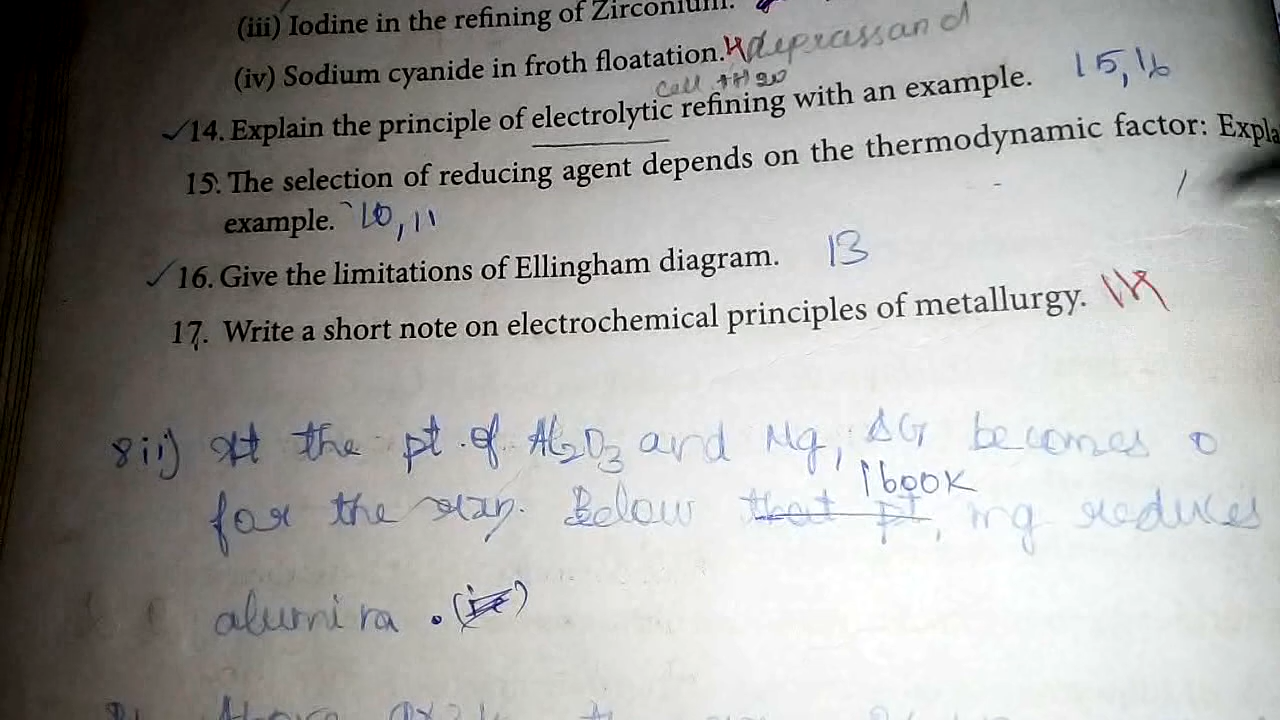 (iii) Iodine in the refining of Zirconium.
(iv) Sodium cyanide in froth floatation. depressand
cell
14. Explain the principle of electrolytic refining with an example. 15,16
15. The selection of reducing agent depends on the thermodynamic factor: Expla
example. 10,11
16. Give the limitations of Ellingham diagram. 13
17. Write a short note on electrochemical principles of metallurgy.
8ii) At the pt of Al2O3 and Mg, ΔG becomes 0
1600K
for the rxn. Below that pt, mg reduces
alumina.